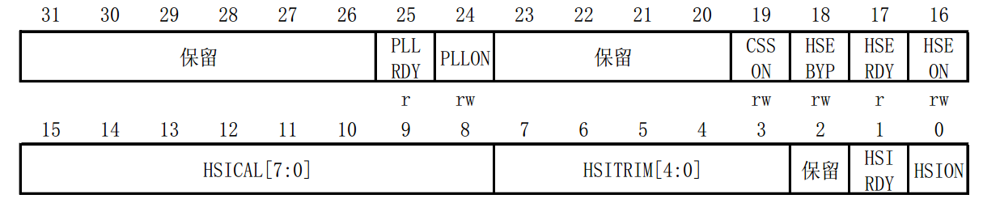 31 30 29 28 27 26 25 24 23 22 21 20 19 18 17 16
保留 PLL RDY PLLON 保留 CSS ON HSE BYP HSE RDY HSE ON
r rw rw rw r rw
15 14 13 12 11 10 9 8 7 6 5 4 3 2 1 0
HSICAL[7:0] HSITRIM[4:0] 保留 HSI RDY HSION